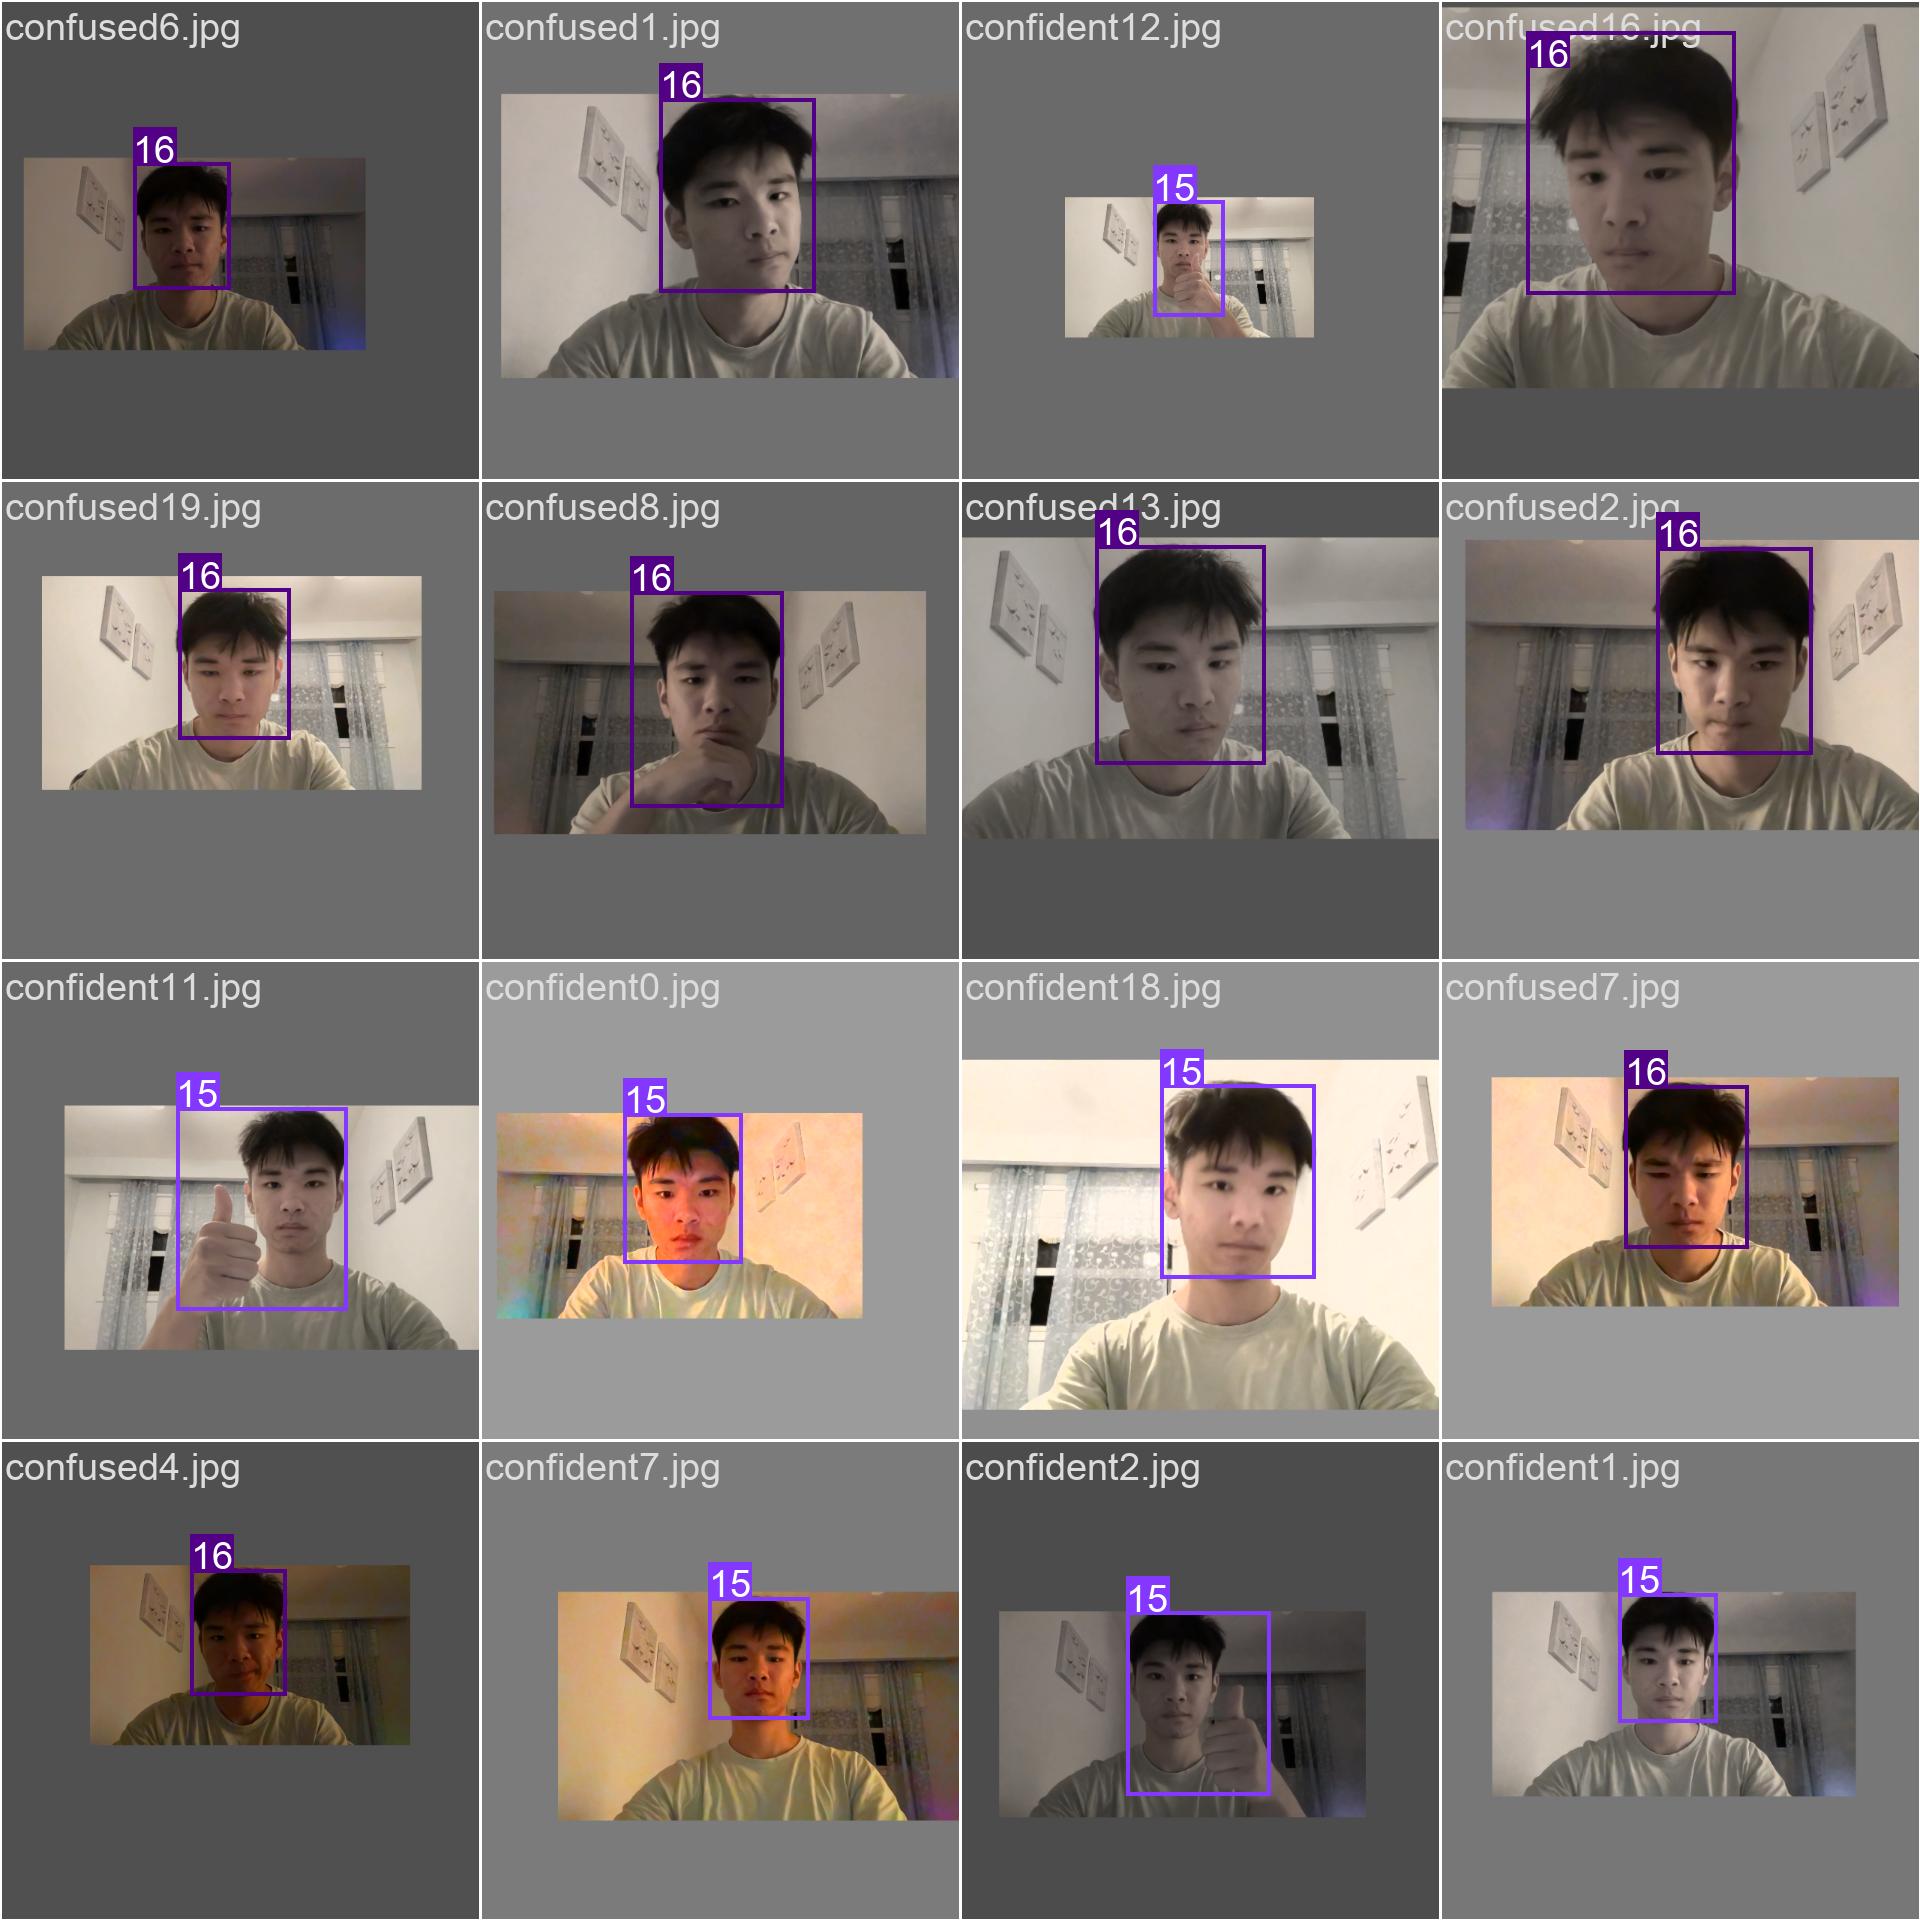 confused6.jpg
16
confused1.jpg
16
confident12.jpg
15
confused16.jpg
16
confused19.jpg
16
confused8.jpg
16
confused13.jpg
16
confused2.jpg
16
confident11.jpg
15
confident0.jpg
15
confident18.jpg
15
confused7.jpg
16
confused4.jpg
16
confident7.jpg
15
confident2.jpg
15
confident1.jpg
15